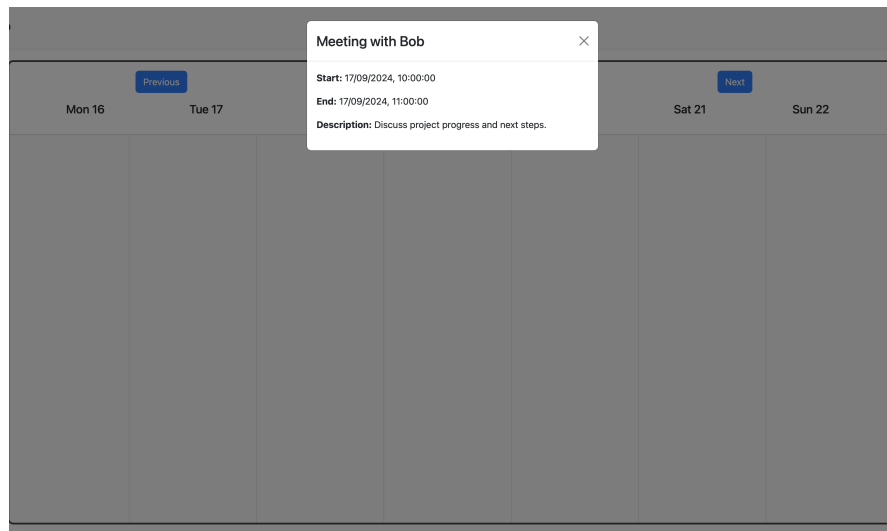 Meeting with Bob
Start: 17/09/2024, 10:00:00
End: 17/09/2024, 11:00:00
Description: Discuss project progress and next steps.
Previous
Next
Mon 16
Tue 17
Sat 21
Sun 22